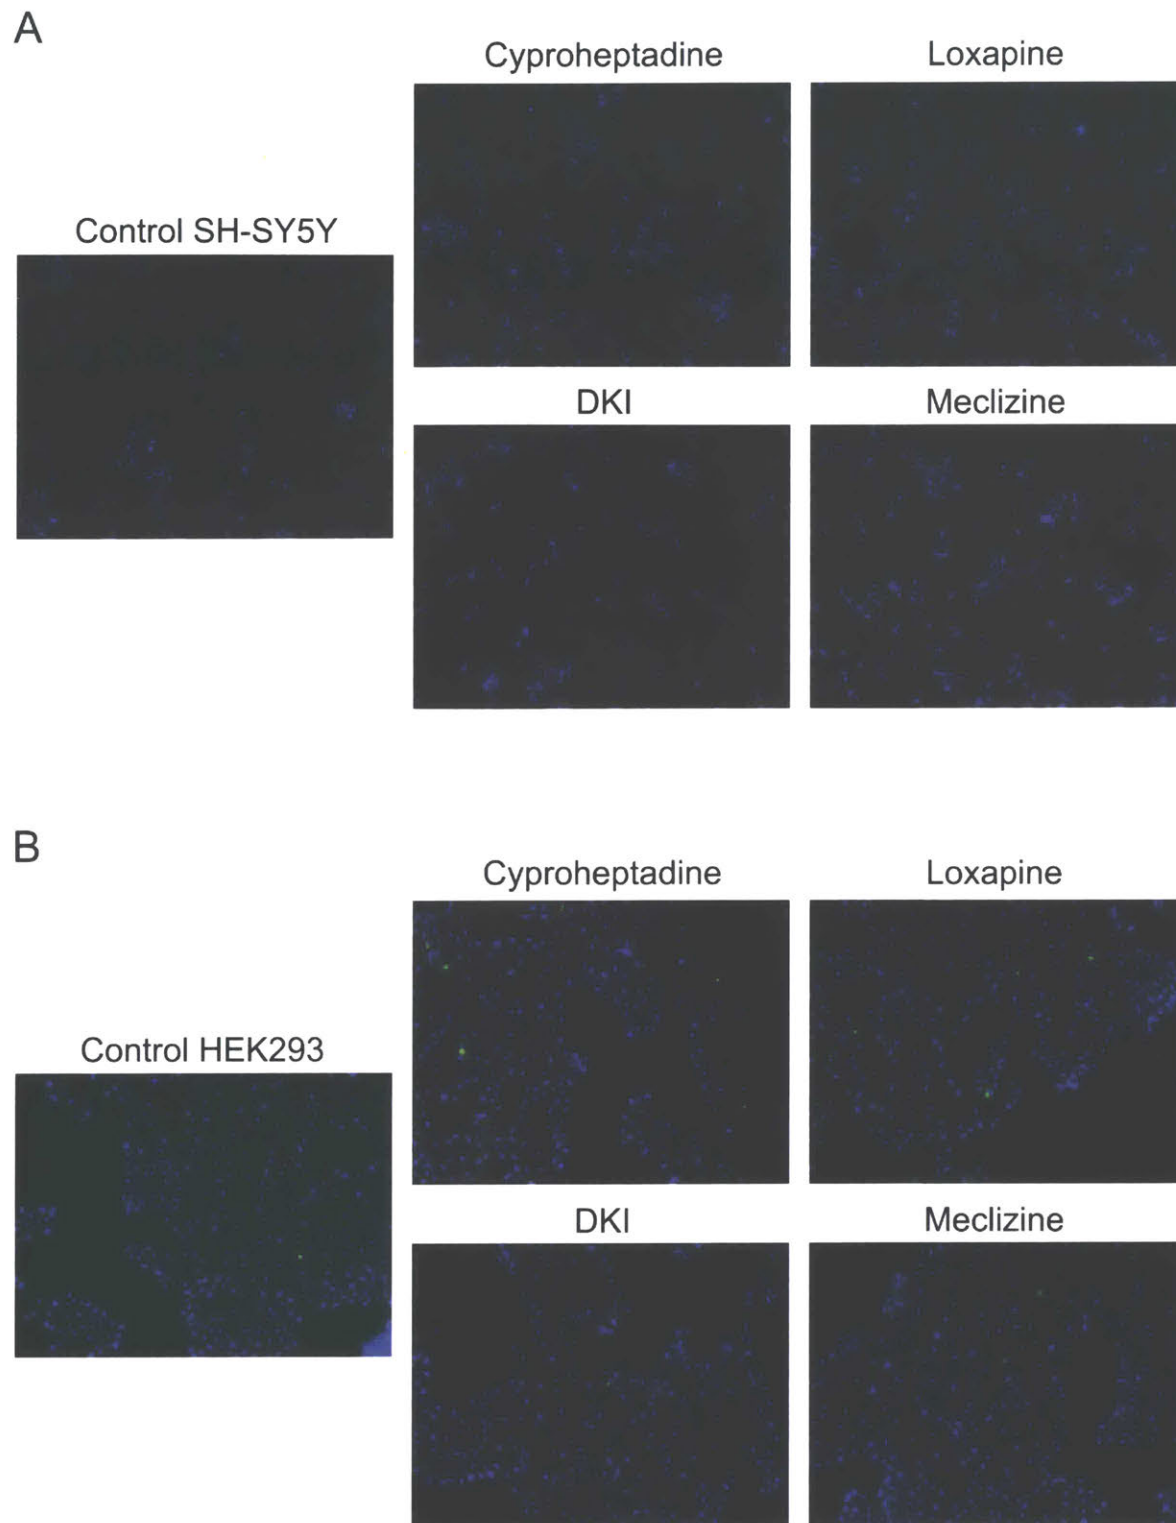 A
Cyproheptadine
Loxapine
Control SH-SY5Y
DKI
Meclizine
B
Cyproheptadine
Loxapine
Control HEK293
DKI
Meclizine